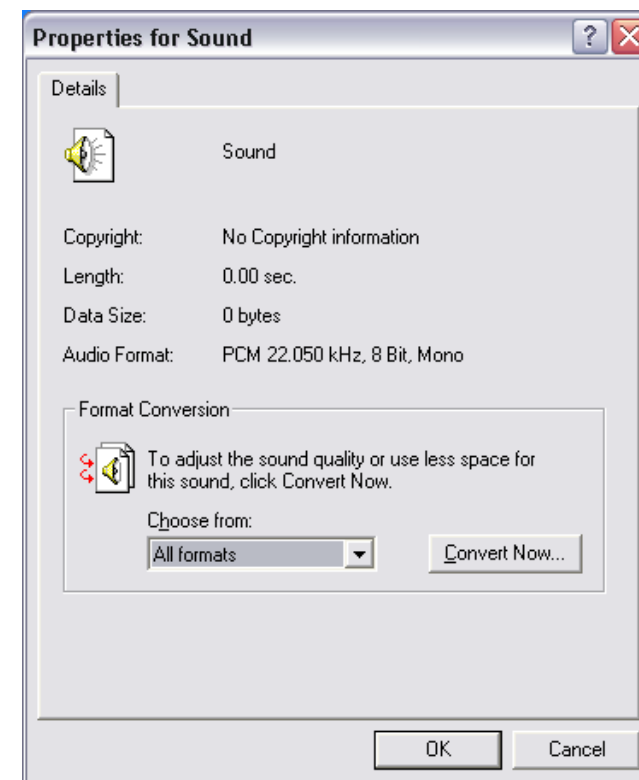 Properties for Sound
?
Details
Sound
Copyright: No Copyright information
Length: 0.00 sec.
Data Size: 0 bytes
Audio Format: PCM 22.050 kHz, 8 Bit, Mono
Format Conversion
To adjust the sound quality or use less space for
this sound, click Convert Now.
Choose from:
All formats Convert Now...
OK Cancel